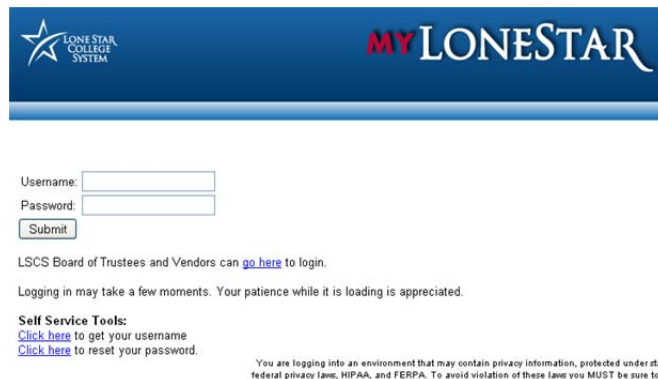 LONE STAR
COLLEGE
SYSTEM
MYLONESTAR
Username:
Password:
Submit
LSCS Board of Trustees and Vendors can go here to login.
Logging in may take a few moments. Your patience while it is loading is appreciated.
Self Service Tools:
Click here to get your username
Click here to reset your password.
You are logging into an environment that may contain privacy information, protected under st
federal privacy laws, HIPAA, and FERPA. To avoid violation of these laws you MUST be sure to